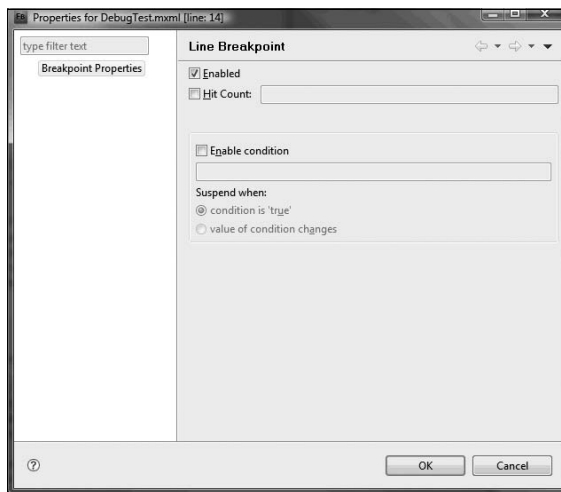 FB Properties for DebugTest.mxml [line: 14]
type filter text
Breakpoint Properties
Line Breakpoint
Enabled
Hit Count:
Enable condition
Suspend when:
condition is 'true'
value of condition changes
OK
Cancel